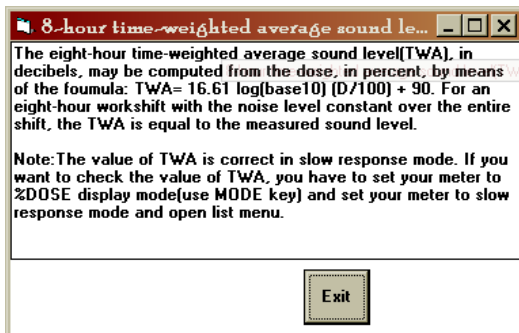 8-hour time-weighted average sound le...
The eight-hour time-weighted average sound level(TWA), in
decibels, may be computed from the dose, in percent, by means
of the foumula: TWA= 16.61 log(base10) (D/100) + 90. For an
eight-hour workshift with the noise level constant over the entire
shift, the TWA is equal to the measured sound level.
Note:The value of TWA is correct in slow response mode. If you
want to check the value of TWA, you have to set your meter to
%DOSE display mode(use MODE key) and set your meter to slow
response mode and open list menu.
Exit